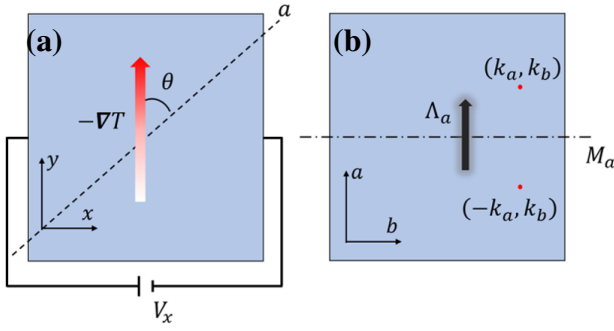 (a)
a
θ
−∇T
y
x
V_x
(b)
(k_a, k_b)
Λ_a
M_a
a
(−k_a, k_b)
b